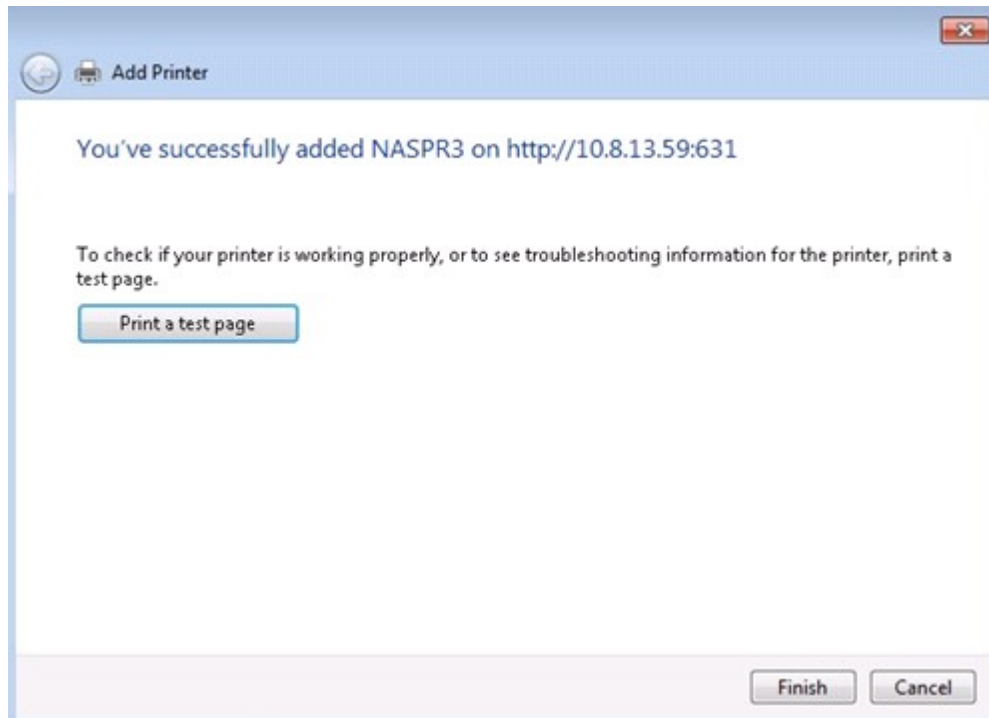 Add Printer
You've successfully added NASPR3 on http://10.8.13.59:631
To check if your printer is working properly, or to see troubleshooting information for the printer, print a
test page.
Print a test page
Finish
Cancel